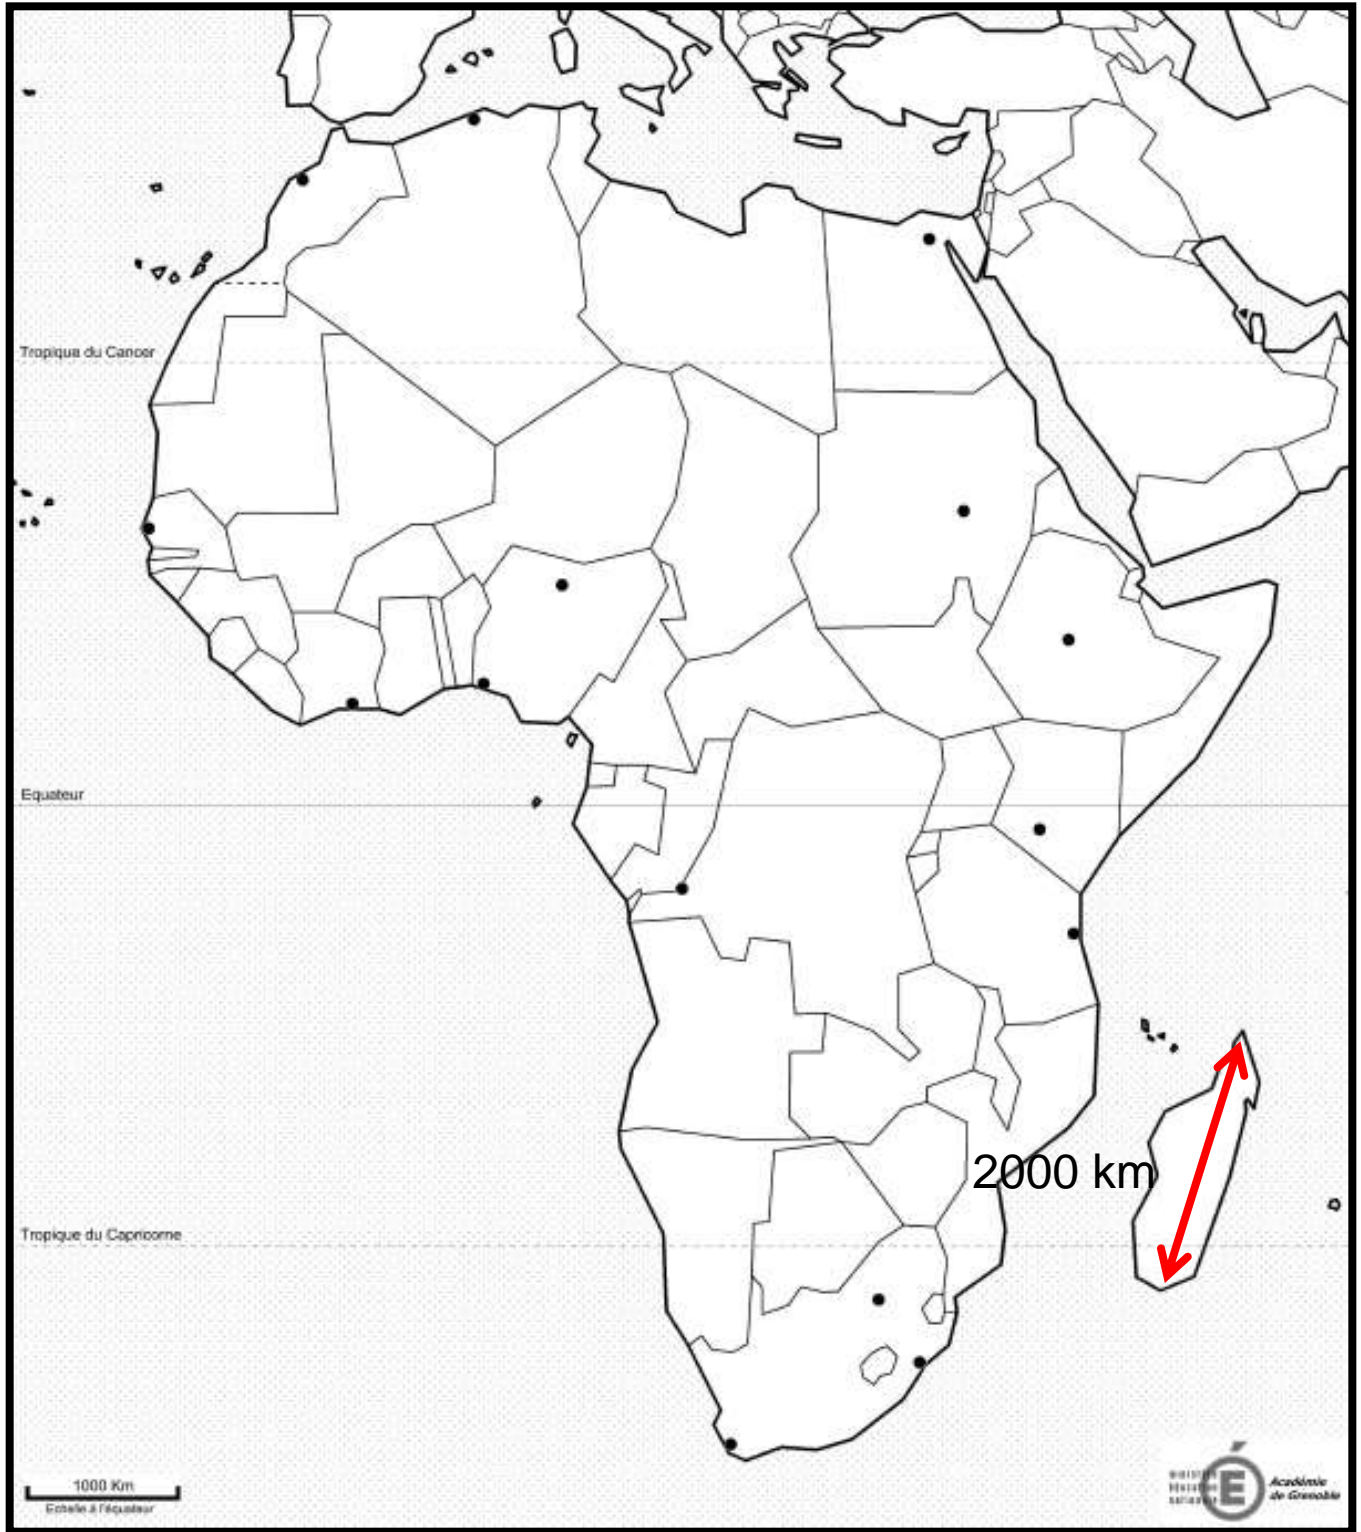 Tropique du Cancer
Equateur
2000 km
Tropique du Capricorne
1000 Km
Echelle à l'équateur
Académie
de Grenoble
É